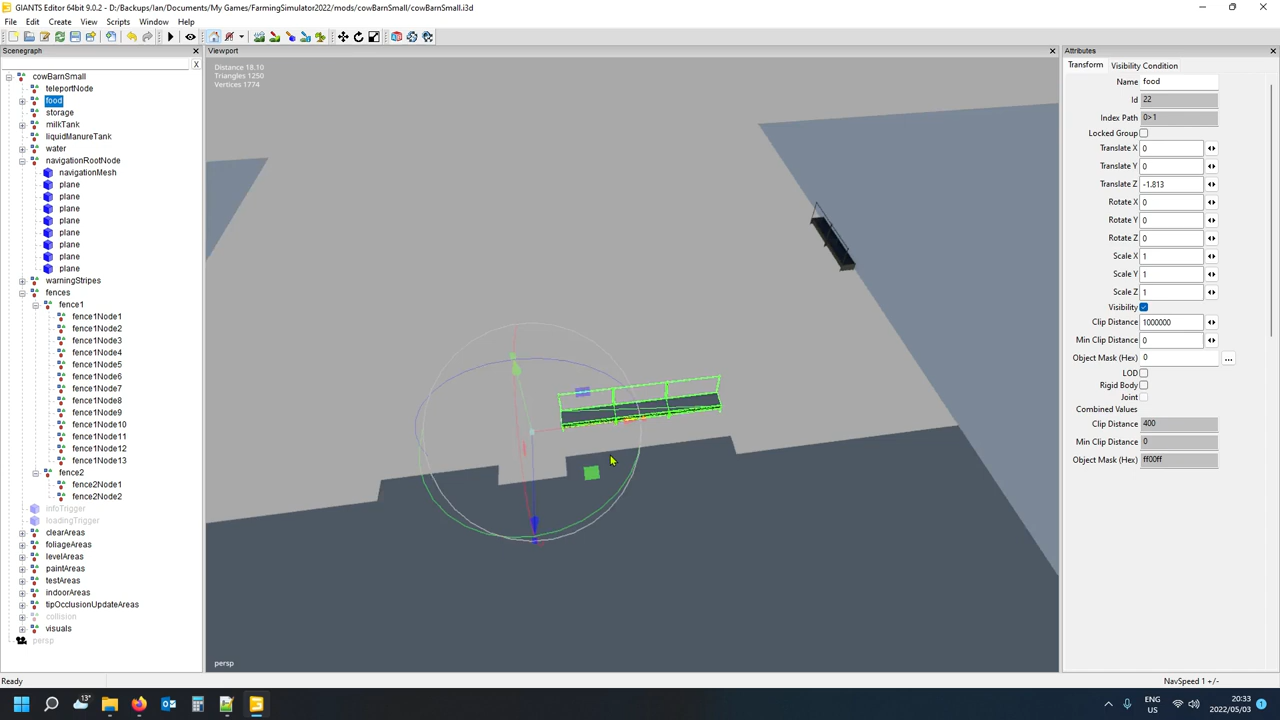 GIANTS Editor 64bit 9.0.2 - D:/Backups/Ian/Documents/My Games/FarmingSimulator2022/mods/cowBarnSmall/cowBarnSmall.i3d
File Edit Create View Scripts Window Help
Scenegraph
Viewport
Attributes
X
cowBarnSmall
teleportNode
food
storage
milkTank
liquidManureTank
water
navigationRootNode
navigationMesh
plane
plane
plane
plane
plane
plane
plane
plane
warningStripes
fences
fence1
fence1Node1
fence1Node2
fence1Node3
fence1Node4
fence1Node5
fence1Node6
fence1Node7
fence1Node8
fence1Node9
fence1Node10
fence1Node11
fence1Node12
fence1Node13
fence2
fence2Node1
fence2Node2
infoTrigger
loadingTrigger
clearAreas
foliageAreas
levelAreas
paintAreas
testAreas
indoorAreas
tipOcclusionUpdateAreas
collision
visuals
persp
Distance 18.10
Triangles 1250
Vertices 1774
persp
Transform Visibility Condition
Name food
Id 22
Index Path 0>1
Locked Group
Translate X 0
Translate Y 0
Translate Z -1.813
Rotate X 0
Rotate Y 0
Rotate Z 0
Scale X 1
Scale Y 1
Scale Z 1
Visibility
Clip Distance 1000000
Min Clip Distance 0
Object Mask (Hex) 0 ...
LOD
Rigid Body
Joint
Combined Values
Clip Distance 400
Min Clip Distance 0
Object Mask (Hex) ff00ff
Ready
NavSpeed 1 +/-
13°
ENG
US
20:33
2022/05/03
1